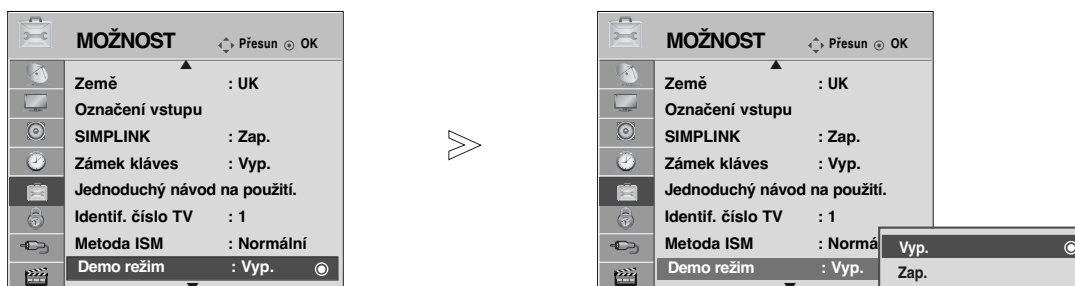 MOŽNOST Přesun OK
Země : UK
Označení vstupu
SIMPLINK : Zap.
Zámek kláves : Vyp.
Jednoduchý návod na použití.
Identif. číslo TV : 1
Metoda ISM : Normální
Demo režim : Vyp.
MOŽNOST Přesun OK
Země : UK
Označení vstupu
SIMPLINK : Zap.
Zámek kláves : Vyp.
Jednoduchý návod na použití.
Identif. číslo TV : 1
Metoda ISM : Normá
Demo režim : Vyp.
Vyp.
Zap.